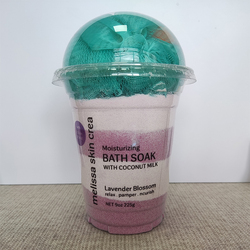 melissa skin crea
Moisturizing
BATH SOAK
WITH COCONUT MILK
Lavender Blossom
relax . pamper . nourish